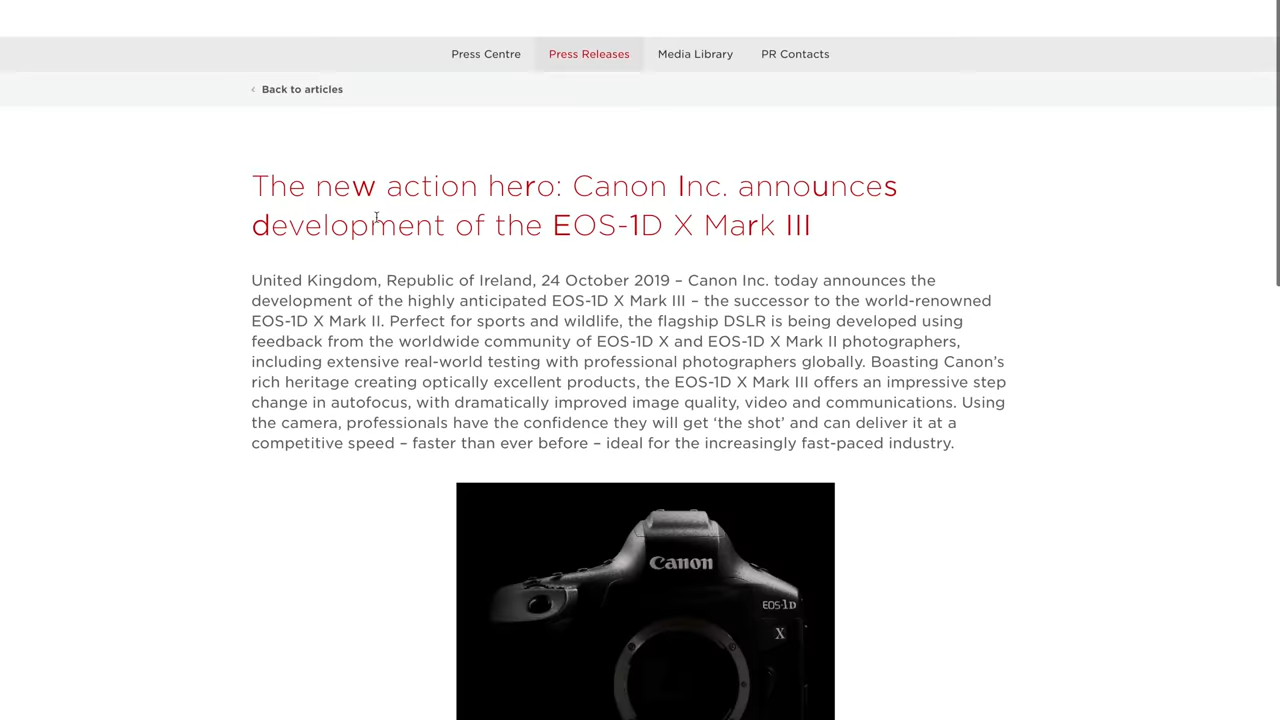 Press Centre Press Releases Media Library PR Contacts
‹ Back to articles
The new action hero: Canon Inc. announces
development of the EOS-1D X Mark III
United Kingdom, Republic of Ireland, 24 October 2019 – Canon Inc. today announces the
development of the highly anticipated EOS-1D X Mark III – the successor to the world-renowned
EOS-1D X Mark II. Perfect for sports and wildlife, the flagship DSLR is being developed using
feedback from the worldwide community of EOS-1D X and EOS-1D X Mark II photographers,
including extensive real-world testing with professional photographers globally. Boasting Canon’s
rich heritage creating optically excellent products, the EOS-1D X Mark III offers an impressive step
change in autofocus, with dramatically improved image quality, video and communications. Using
the camera, professionals have the confidence they will get ‘the shot’ and can deliver it at a
competitive speed – faster than ever before – ideal for the increasingly fast-paced industry.
Canon
EOS-1D
X